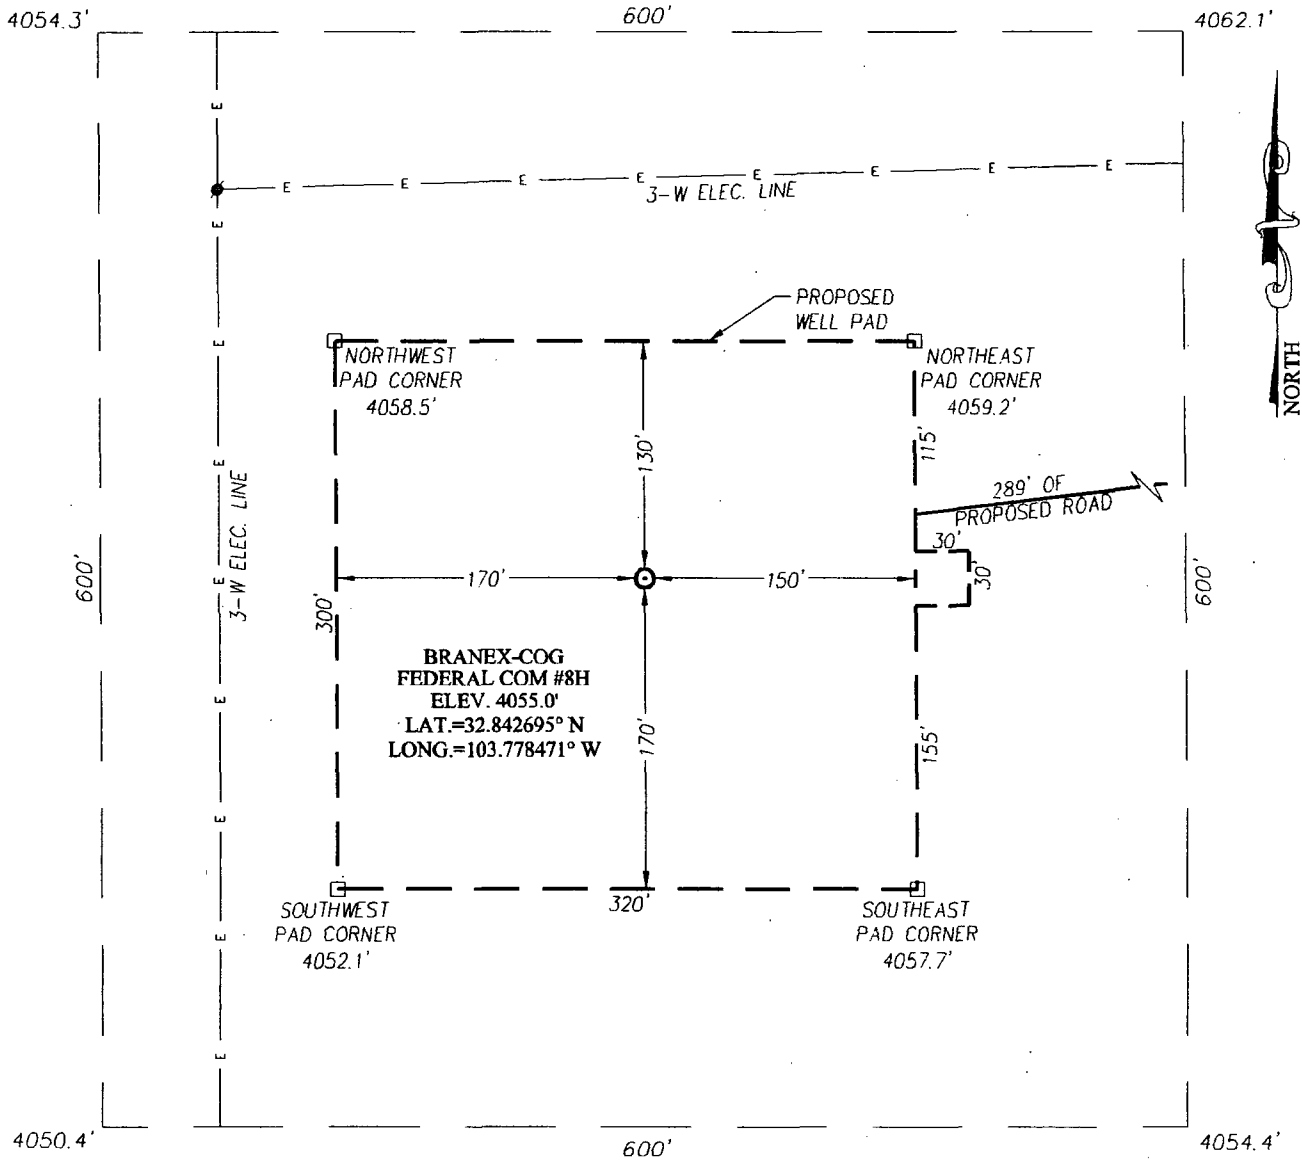 4054.3'
600'
4062.1'
E
E
E
E
E
E
E
E
E
3-W ELEC. LINE
E
PROPOSED
WELL PAD
E
NORTHWEST
PAD CORNER
4058.5'
NORTHEAST
PAD CORNER
4059.2'
NORTH
130'
115'
E
3-W ELEC. LINE
289' OF
PROPOSED ROAD
30'
30'
600'
E
170'
150'
600'
300'
BRANEX-COG
FEDERAL COM #8H
ELEV. 4055.0'
LAT.=32.842695° N
LONG.=103.778471° W
E
170'
155'
E
320'
SOUTHWEST
PAD CORNER
4052.1'
SOUTHEAST
PAD CORNER
4057.7'
E
E
4050.4'
600'
4054.4'